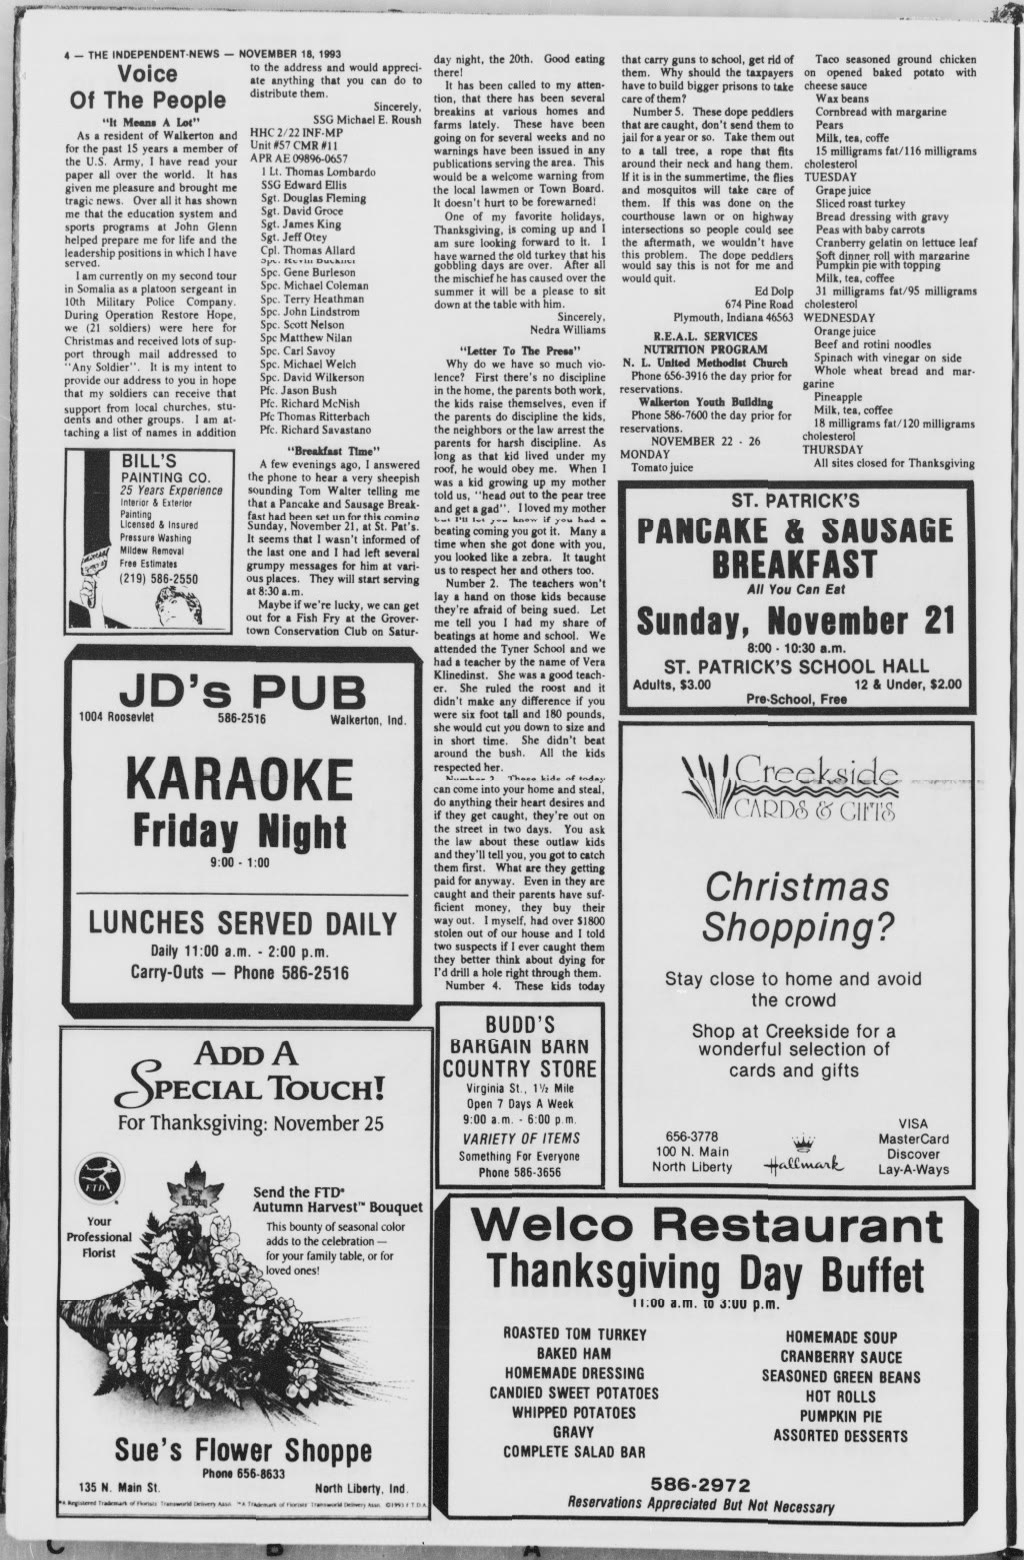 4 — THE INDEPENDENT-NEWS — NOVEMBER 18, 1993
Voice
Of The People
"It Means A Lot"
As a resident of Walkerton and
for the past 15 years a member of
the U.S. Army, I have read your
paper all over the world. It has
given me pleasure and brought me
tragic news. Over all it has shown
me that the education system and
sports programs at John Glenn
helped prepare me for life and the
leadership positions in which I have
served.
I am currently on my second tour
in Somalia as a platoon sergeant in
10th Military Police Company.
During Operation Restore Hope,
we (21 soldiers) were here for
Christmas and received lots of sup-
port through mail addressed to
"Any Soldier". It is my intent to
provide our address to you in hope
that my soldiers can receive that
support from local churches, stu-
dents and other groups. I am at-
taching a list of names in addition
to the address and would appreci-
ate anything that you can do to
distribute them.
Sincerely,
SSG Michael E. Roush
HHC 2/22 INF-MP
Unit #57 CMR #11
APR AE 09896-0657
1 Lt. Thomas Lombardo
SSG Edward Ellis
Sgt. Douglas Fleming
Sgt. David Groce
Sgt. James King
Sgt. Jeff Otey
Cpl. Thomas Allard
Spc. Kevin Buckner
Spc. Gene Burleson
Spc. Michael Coleman
Spc. Terry Heathman
Spc. John Lindstrom
Spc. Scott Nelson
Spc Matthew Nilan
Spc. Carl Savoy
Spc. Michael Welch
Spc. David Wilkerson
Pfc. Jason Bush
Pfc. Richard McNish
Pfc Thomas Ritterbach
Pfc. Richard Savastano
"Breakfast Time"
A few evenings ago, I answered
the phone to hear a very sheepish
sounding Tom Walter telling me
that a Pancake and Sausage Break-
fast had been set up for this coming
Sunday, November 21, at St. Pat's.
It seems that I wasn't informed of
the last one and I had left several
grumpy messages for him at vari-
ous places. They will start serving
at 8:30 a.m.
Maybe if we're lucky, we can get
out for a Fish Fry at the Grover-
town Conservation Club on Satur-
day night, the 20th. Good eating
there!
It has been called to my atten-
tion, that there has been several
breakins at various homes and
farms lately. These have been
going on for several weeks and no
warnings have been issued in any
publications serving the area. This
would be a welcome warning from
the local lawmen or Town Board.
It doesn't hurt to be forewarned!
One of my favorite holidays,
Thanksgiving, is coming up and I
am sure looking forward to it. I
have warned the old turkey that his
gobbling days are over. After all
the mischief he has caused over the
summer it will be a please to sit
down at the table with him.
Sincerely,
Nedra Williams
"Letter To The Press"
Why do we have so much vio-
lence? First there's no discipline
in the home, the parents both work,
the kids raise themselves, even if
the parents do discipline the kids,
the neighbors or the law arrest the
parents for harsh discipline. As
long as that kid lived under my
roof, he would obey me. When I
was a kid growing up my mother
told us, "head out to the pear tree
and get a gad". I loved my mother
but I'll let you know if you had a
beating coming you got it. Many a
time when she got done with you,
you looked like a zebra. It taught
us to respect her and others too.
Number 2. The teachers won't
lay a hand on those kids because
they're afraid of being sued. Let
me tell you I had my share of
beatings at home and school. We
attended the Tyner School and we
had a teacher by the name of Vera
Klinedinst. She was a good teach-
er. She ruled the roost and it
didn't make any difference if you
were six foot tall and 180 pounds,
she would cut you down to size and
in short time. She didn't beat
around the bush. All the kids
respected her.
Number 3. These kids of today
can come into your home and steal,
do anything their heart desires and
if they get caught, they're out on
the street in two days. You ask
the law about these outlaw kids
and they'll tell you, you got to catch
them first. What are they getting
paid for anyway. Even in they are
caught and their parents have suf-
ficient money, they buy their
way out. I myself, had over $1800
stolen out of our house and I told
two suspects if I ever caught them
they better think about dying for
I'd drill a hole right through them.
Number 4. These kids today
that carry guns to school, get rid of
them. Why should the taxpayers
have to build bigger prisons to take
care of them?
Number 5. These dope peddlers
that are caught, don't send them to
jail for a year or so. Take them out
to a tall tree, a rope that fits
around their neck and hang them.
If it is in the summertime, the flies
and mosquitos will take care of
them. If this was done on the
courthouse lawn or on highway
intersections so people could see
the aftermath, we wouldn't have
this problem. The dope peddlers
would say this is not for me and
would quit.
Ed Dolp
674 Pine Road
Plymouth, Indiana 46563
R.E.A.L. SERVICES
NUTRITION PROGRAM
N. L. United Methodist Church
Phone 656-3916 the day prior for
reservations.
Walkerton Youth Building
Phone 586-7600 the day prior for
reservations.
NOVEMBER 22 - 26
MONDAY
Tomato juice
Taco seasoned ground chicken
on opened baked potato with
cheese sauce
Wax beans
Cornbread with margarine
Pears
Milk, tea, coffe
15 milligrams fat/116 milligrams
cholesterol
TUESDAY
Grape juice
Sliced roast turkey
Bread dressing with gravy
Peas with baby carrots
Cranberry gelatin on lettuce leaf
Soft dinner roll with margarine
Pumpkin pie with topping
Milk, tea, coffee
31 milligrams fat/95 milligrams
cholesterol
WEDNESDAY
Orange juice
Beef and rotini noodles
Spinach with vinegar on side
Whole wheat bread and mar-
garine
Pineapple
Milk, tea, coffee
18 milligrams fat/120 milligrams
cholesterol
THURSDAY
All sites closed for Thanksgiving
BILL'S
PAINTING CO.
25 Years Experience
Interior & Exterior
Painting
Licensed & Insured
Pressure Washing
Mildew Removal
Free Estimates
(219) 586-2550
JD's PUB
1004 Roosevlet 586-2516 Walkerton, Ind.
KARAOKE
Friday Night
9:00 - 1:00
LUNCHES SERVED DAILY
Daily 11:00 a.m. - 2:00 p.m.
Carry-Outs — Phone 586-2516
ADD A
SPECIAL TOUCH!
For Thanksgiving: November 25
FTD
Your
Professional
Florist
Send the FTD®
Autumn Harvest™ Bouquet
This bounty of seasonal color
adds to the celebration —
for your family table, or for
loved ones!
Sue's Flower Shoppe
Phone 656-8633
135 N. Main St. North Liberty, Ind.
®A Registered Trademark of Florists' Transworld Delivery Assn. ™A Trademark of Florists' Transworld Delivery Assn. ©1993 F.T.D.A.
BUDD'S
BARGAIN BARN
COUNTRY STORE
Virginia St., 1½ Mile
Open 7 Days A Week
9:00 a.m. - 6:00 p.m.
VARIETY OF ITEMS
Something For Everyone
Phone 586-3656
ST. PATRICK'S
PANCAKE & SAUSAGE
BREAKFAST
All You Can Eat
Sunday, November 21
8:00 - 10:30 a.m.
ST. PATRICK'S SCHOOL HALL
Adults, $3.00 12 & Under, $2.00
Pre-School, Free
Creekside
CARDS & GIFTS
Christmas
Shopping?
Stay close to home and avoid
the crowd
Shop at Creekside for a
wonderful selection of
cards and gifts
656-3778
100 N. Main
North Liberty
Hallmark
VISA
MasterCard
Discover
Lay-A-Ways
Welco Restaurant
Thanksgiving Day Buffet
11:00 a.m. to 3:00 p.m.
ROASTED TOM TURKEY
BAKED HAM
HOMEMADE DRESSING
CANDIED SWEET POTATOES
WHIPPED POTATOES
GRAVY
COMPLETE SALAD BAR
HOMEMADE SOUP
CRANBERRY SAUCE
SEASONED GREEN BEANS
HOT ROLLS
PUMPKIN PIE
ASSORTED DESSERTS
586-2972
Reservations Appreciated But Not Necessary
C B A